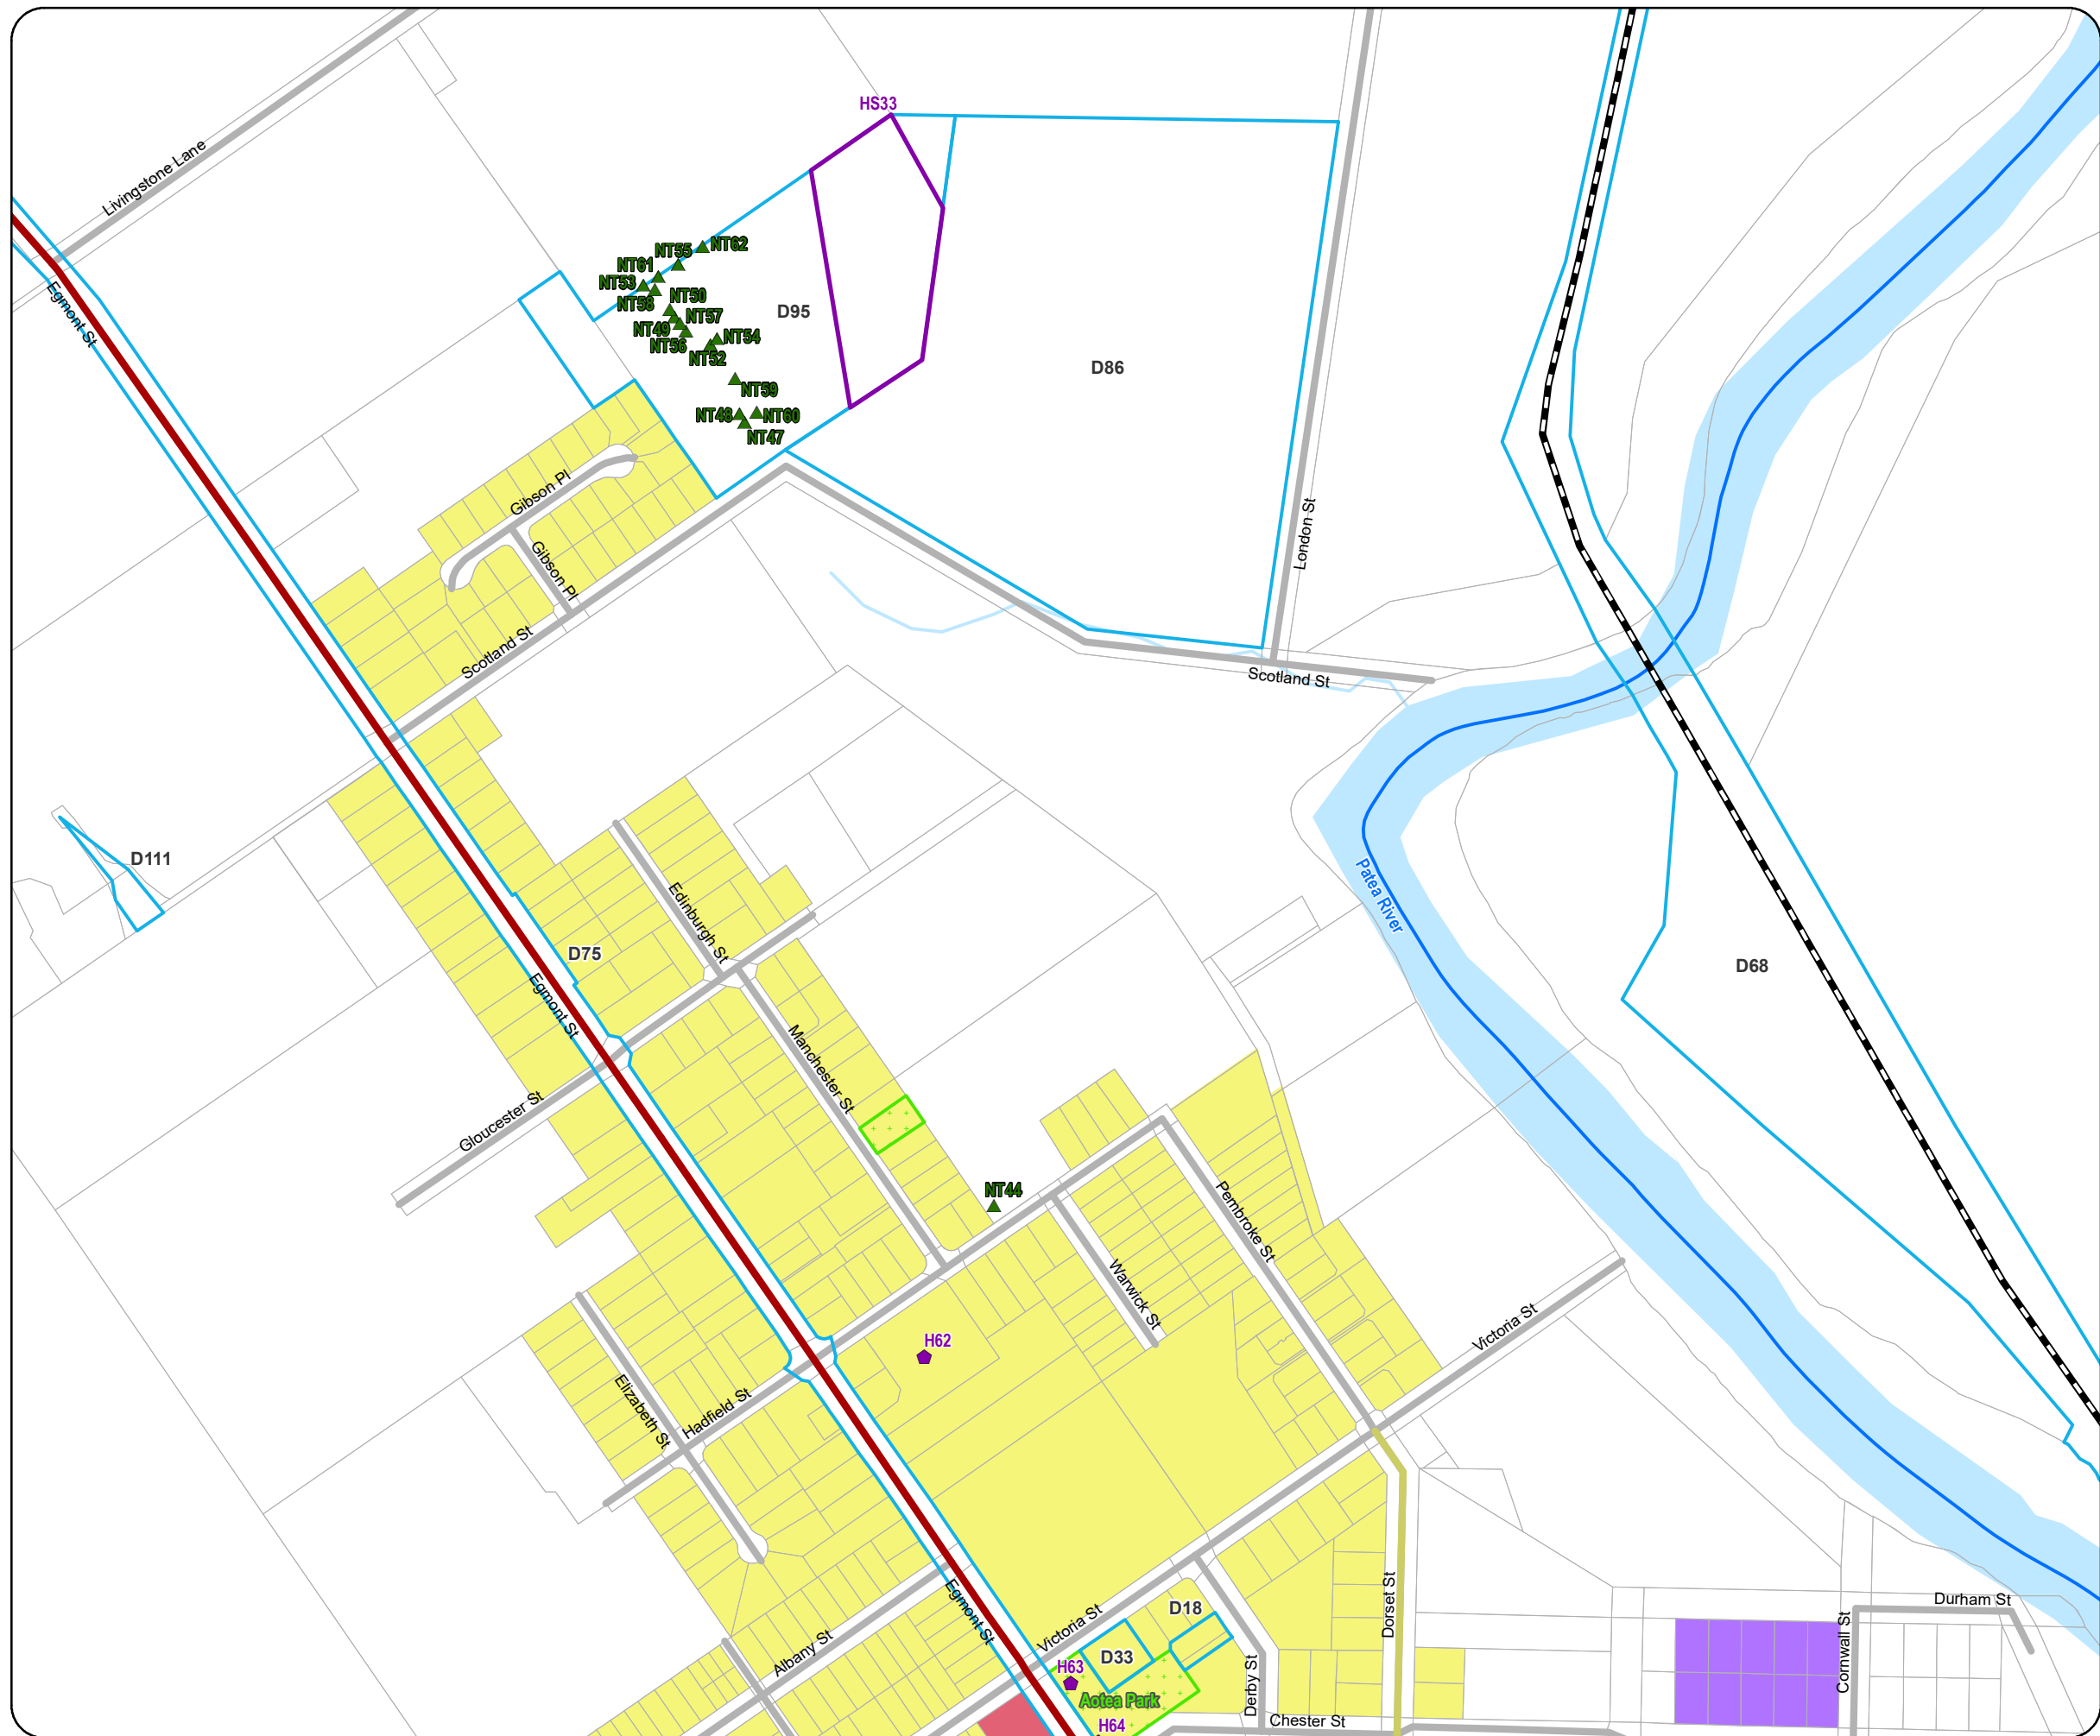 HS33
Livingstone Lane
NT55
NT62
NT61
NT53
NT58
NT50
D95
NT57
NT49
NT54
NT56
NT52
Egmont St
D86
NT59
NT48
NT60
NT47
Gibson Pl
Gibson Pl
London St
Scotland St
Scotland St
D111
Patea River
Edinburgh St
D75
D68
Egmont St
Manchester St
Gloucester St
NT44
Pembroke St
Warwick St
H62
Victoria St
Elizabeth St
Hadfield St
Egmont St
Dorset St
Durham St
D18
Victoria St
Albany St
Cornwall St
D33
H63
Derby St
Aotea Park
H64
Chester St